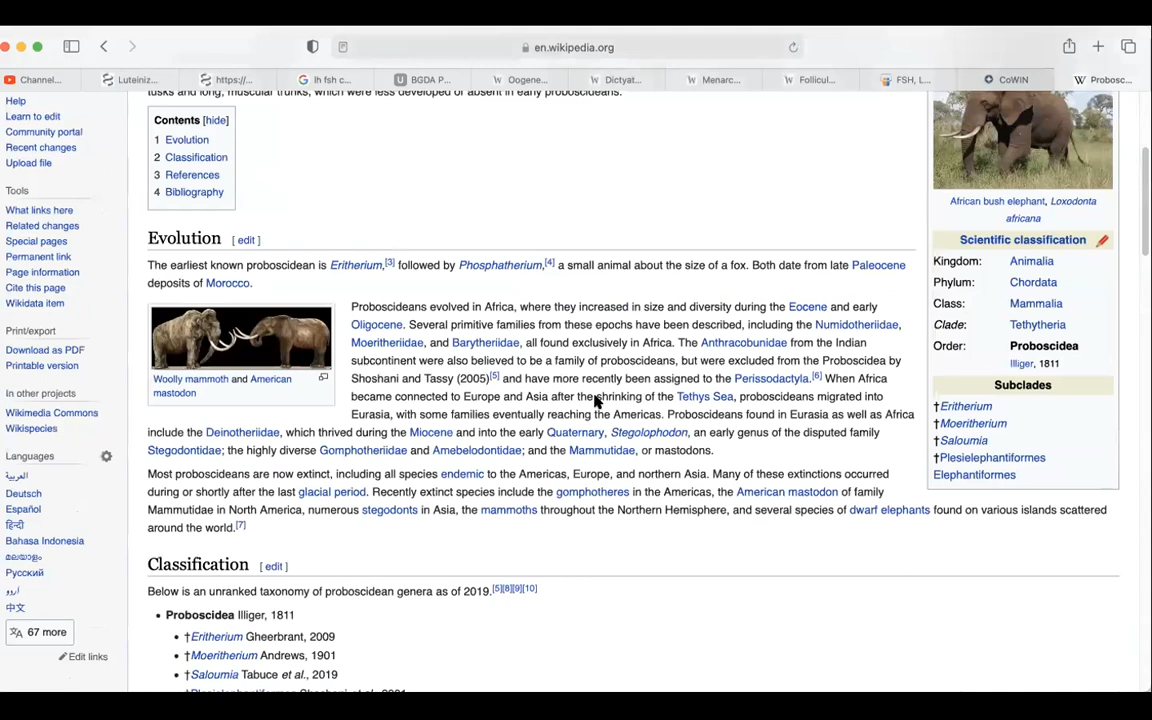 en.wikipedia.org
Channel...
Luteiniz...
https://...
lh fsh c...
BGDA P...
Oogene...
Dictyat...
Menarc...
Follicul...
FSH, L...
CoWIN
Probosc...
tusks and long, muscular trunks, which were less developed or absent in early proboscideans.
Help
Learn to edit
Community portal
Recent changes
Upload file
Tools
What links here
Related changes
Special pages
Permanent link
Page information
Cite this page
Wikidata item
Print/export
Download as PDF
Printable version
In other projects
Wikimedia Commons
Wikispecies
Languages
العربية
Deutsch
Español
हिन्दी
Bahasa Indonesia
മലയാളം
Русский
اردو
中文
67 more
Edit links
Contents [hide]
1 Evolution
2 Classification
3 References
4 Bibliography
Evolution [ edit ]
The earliest known proboscidean is Eritherium,[3] followed by Phosphatherium,[4] a small animal about the size of a fox. Both date from late Paleocene
deposits of Morocco.
Woolly mammoth and American
mastodon
Proboscideans evolved in Africa, where they increased in size and diversity during the Eocene and early
Oligocene. Several primitive families from these epochs have been described, including the Numidotheriidae,
Moeritheriidae, and Barytheriidae, all found exclusively in Africa. The Anthracobunidae from the Indian
subcontinent were also believed to be a family of proboscideans, but were excluded from the Proboscidea by
Shoshani and Tassy (2005)[5] and have more recently been assigned to the Perissodactyla.[6] When Africa
became connected to Europe and Asia after the shrinking of the Tethys Sea, proboscideans migrated into
Eurasia, with some families eventually reaching the Americas. Proboscideans found in Eurasia as well as Africa
include the Deinotheriidae, which thrived during the Miocene and into the early Quaternary, Stegolophodon, an early genus of the disputed family
Stegodontidae; the highly diverse Gomphotheriidae and Amebelodontidae; and the Mammutidae, or mastodons.
Most proboscideans are now extinct, including all species endemic to the Americas, Europe, and northern Asia. Many of these extinctions occurred
during or shortly after the last glacial period. Recently extinct species include the gomphotheres in the Americas, the American mastodon of family
Mammutidae in North America, numerous stegodonts in Asia, the mammoths throughout the Northern Hemisphere, and several species of dwarf elephants found on various islands scattered
around the world.[7]
Classification [ edit ]
Below is an unranked taxonomy of proboscidean genera as of 2019.[5][8][9][10]
• Proboscidea Illiger, 1811
• †Eritherium Gheerbrant, 2009
• †Moeritherium Andrews, 1901
• †Saloumia Tabuce et al., 2019
African bush elephant, Loxodonta
africana
Scientific classification
Kingdom: Animalia
Phylum: Chordata
Class: Mammalia
Clade: Tethytheria
Order: Proboscidea
Illiger, 1811
Subclades
†Eritherium
†Moeritherium
†Saloumia
†Plesielephantiformes
Elephantiformes